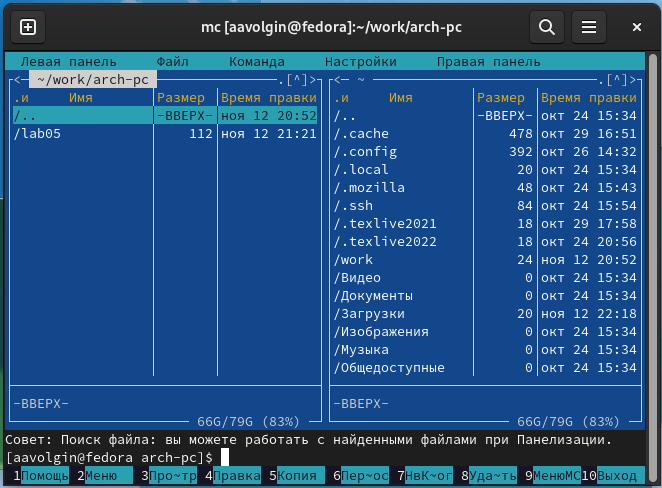 mc [aavolgin@fedora]:~/work/arch-pc
Левая панель Файл Команда Настройки Правая панель
<─ ~/work/arch-pc .[^]> <─ ~ .[^]>
.и Имя Размер Время правки .и Имя Размер Время правки
/.. -ВВЕРХ- ноя 12 20:52 /.. -ВВЕРХ- окт 24 15:34
/lab05 112 ноя 12 21:21 /.cache 478 окт 29 16:51
/.config 392 окт 26 14:32
/.local 20 окт 24 15:34
/.mozilla 48 окт 24 15:43
/.ssh 84 окт 24 15:54
/.texlive2021 18 окт 29 17:58
/.texlive2022 18 окт 24 20:56
/work 24 ноя 12 20:52
/Видео 0 окт 24 15:34
/Документы 0 окт 24 15:34
/Загрузки 20 ноя 12 22:18
/Изображения 0 окт 24 15:34
/Музыка 0 окт 24 15:34
/Общедоступные 0 окт 24 15:34
-ВВЕРХ- -ВВЕРХ-
66G/79G (83%) 66G/79G (83%)
Совет: Поиск файла: вы можете работать с найденными файлами при Панелизации.
[aavolgin@fedora arch-pc]$
1Помощь 2Меню 3Про~тр 4Правка 5Копия 6Пер~ос 7НвК~ог 8Уда~ть 9МенюМС 10Выход